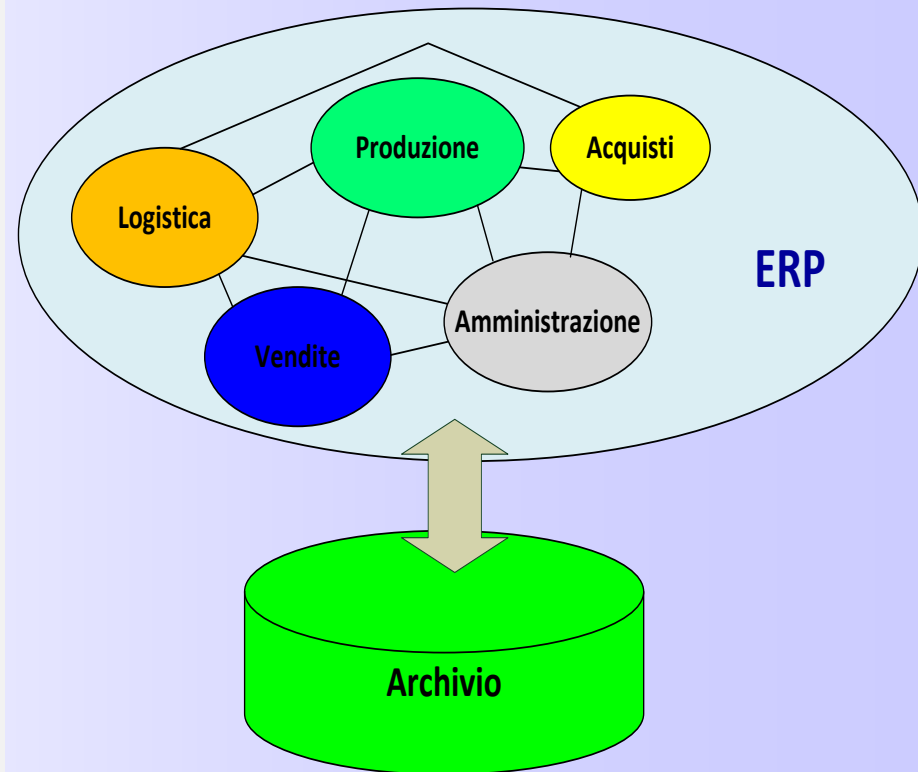 Produzione
Acquisti
Logistica
ERP
Amministrazione
Vendite
Archivio